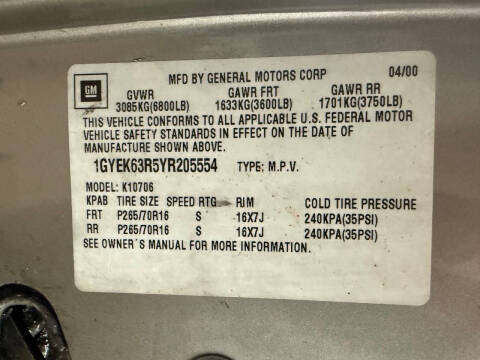 MFD BY GENERAL MOTORS CORP 04/00
GM
GVWR GAWR FRT GAWR RR
3085KG(6800LB) 1633KG(3600LB) 1701KG(3750LB)
THIS VEHICLE CONFORMS TO ALL APPLICABLE U.S. FEDERAL MOTOR
VEHICLE SAFETY STANDARDS IN EFFECT ON THE DATE OF
MANUFACTURE SHOWN ABOVE.
1GYEK63R5YR205554 TYPE: M.P.V.
MODEL: K10706
KPAB TIRE SIZE SPEED RTG RIM COLD TIRE PRESSURE
FRT P265/70R16 S 16X7J 240KPA(35PSI)
RR P265/70R16 S 16X7J 240KPA(35PSI)
SEE OWNER'S MANUAL FOR MORE INFORMATION.